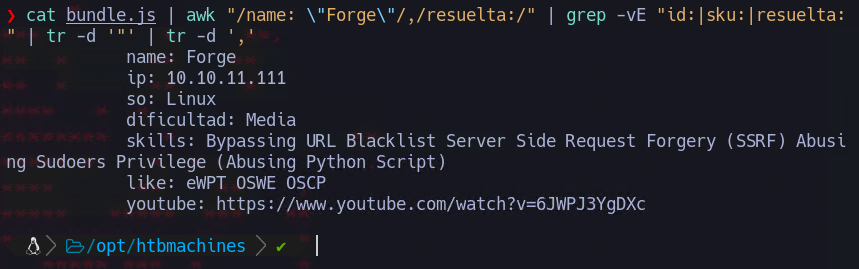 ❯ cat bundle.js | awk "/name: \"Forge\"/,/resuelta:/" | grep -vE "id:|sku:|resuelta:
" | tr -d '"' | tr -d ','
name: Forge
ip: 10.10.11.111
so: Linux
dificultad: Media
skills: Bypassing URL Blacklist Server Side Request Forgery (SSRF) Abusi
ng Sudoers Privilege (Abusing Python Script)
like: eWPT OSWE OSCP
youtube: https://www.youtube.com/watch?v=6JWPJ3YgDXc
/opt/htbmachines ✔